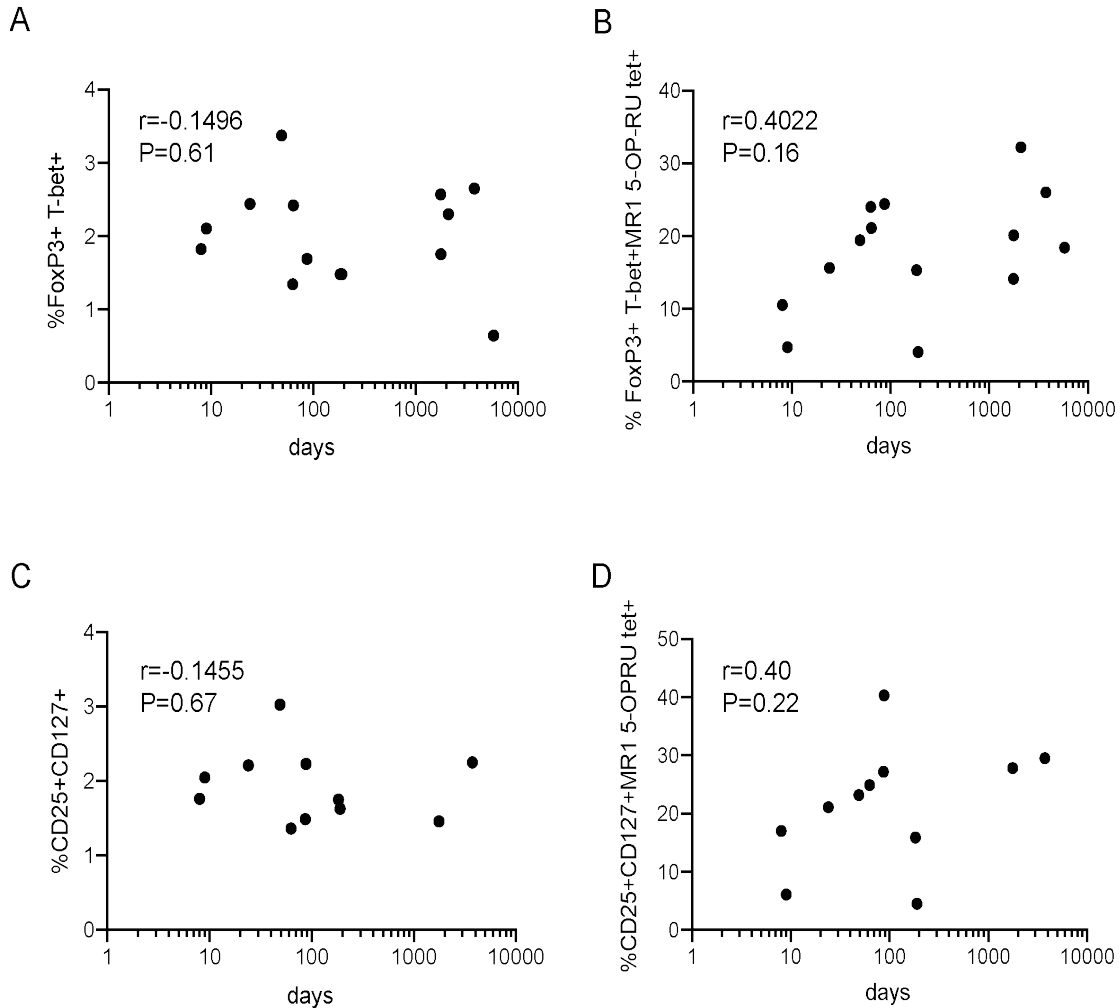 A
r=-0.1496
P=0.61
%FoxP3+ T-bet+
4
3
2
1
0
1 10 100 1000 10000
days
B
r=0.4022
P=0.16
% FoxP3+ T-bet+MR1 5-OP-RU tet+
40
30
20
10
0
1 10 100 1000 10000
days
C
r=-0.1455
P=0.67
%CD25+CD127+
4
3
2
1
0
1 10 100 1000 10000
days
D
r=0.40
P=0.22
%CD25+CD127+MR1 5-OPRU tet+
50
40
30
20
10
0
1 10 100 1000 10000
days